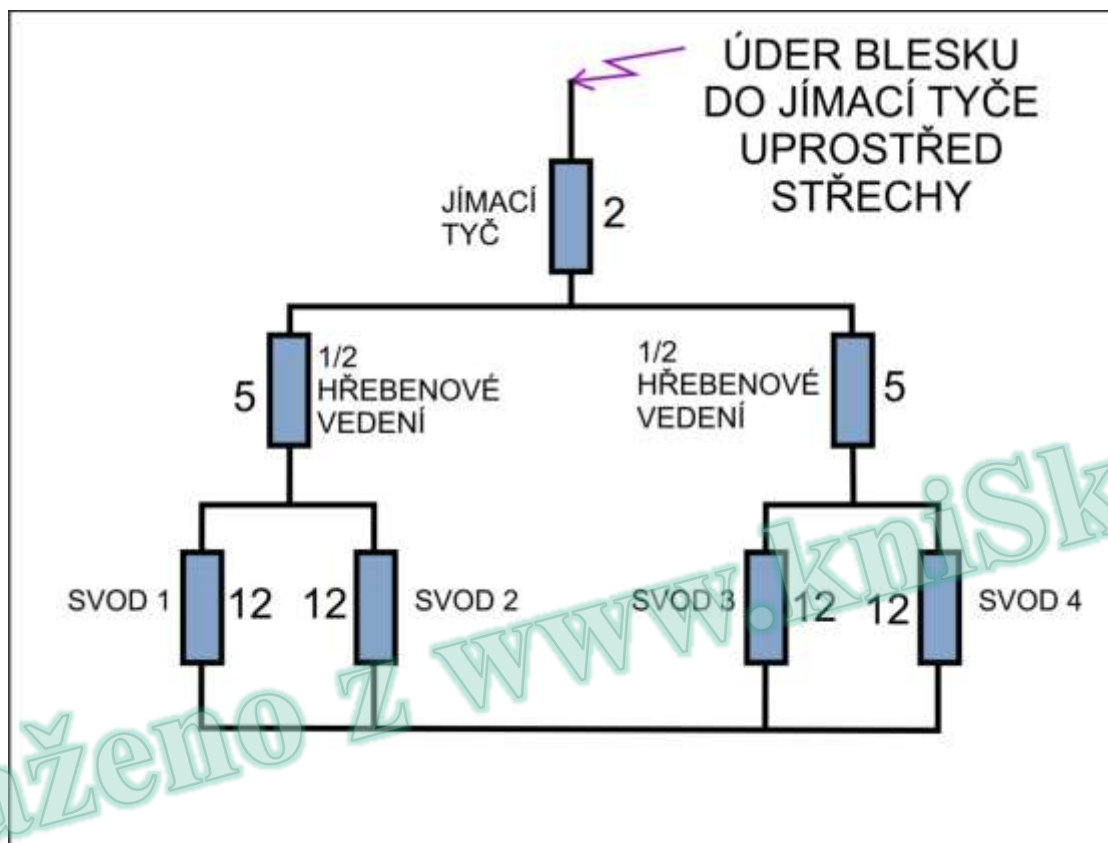 ÚDER BLESKU
DO JÍMACÍ TYČE
UPROSTŘED
STŘECHY
JÍMACÍ
TYČ
2
1/2
HŘEBENOVÉ
VEDENÍ
5
1/2
HŘEBENOVÉ
VEDENÍ
5
SVOD 1
12
12
SVOD 2
SVOD 3
12
12
SVOD 4